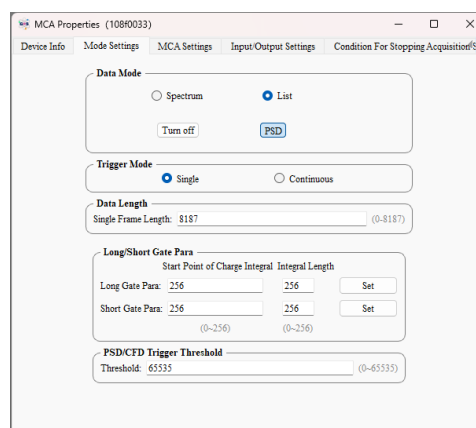 MCA Properties (108f0033)
Device Info Mode Settings MCA Settings Input/Output Settings Condition For Stopping Acquisition
Data Mode
Spectrum List
Turn off PSD
Trigger Mode
Single Continuous
Data Length
Single Frame Length: 8187 (0-8187)
Long/Short Gate Para
Start Point of Charge Integral Integral Length
Long Gate Para: 256 256 Set
Short Gate Para: 256 256 Set
(0~256) (0~256)
PSD/CFD Trigger Threshold
Threshold: 65535 (0~65535)